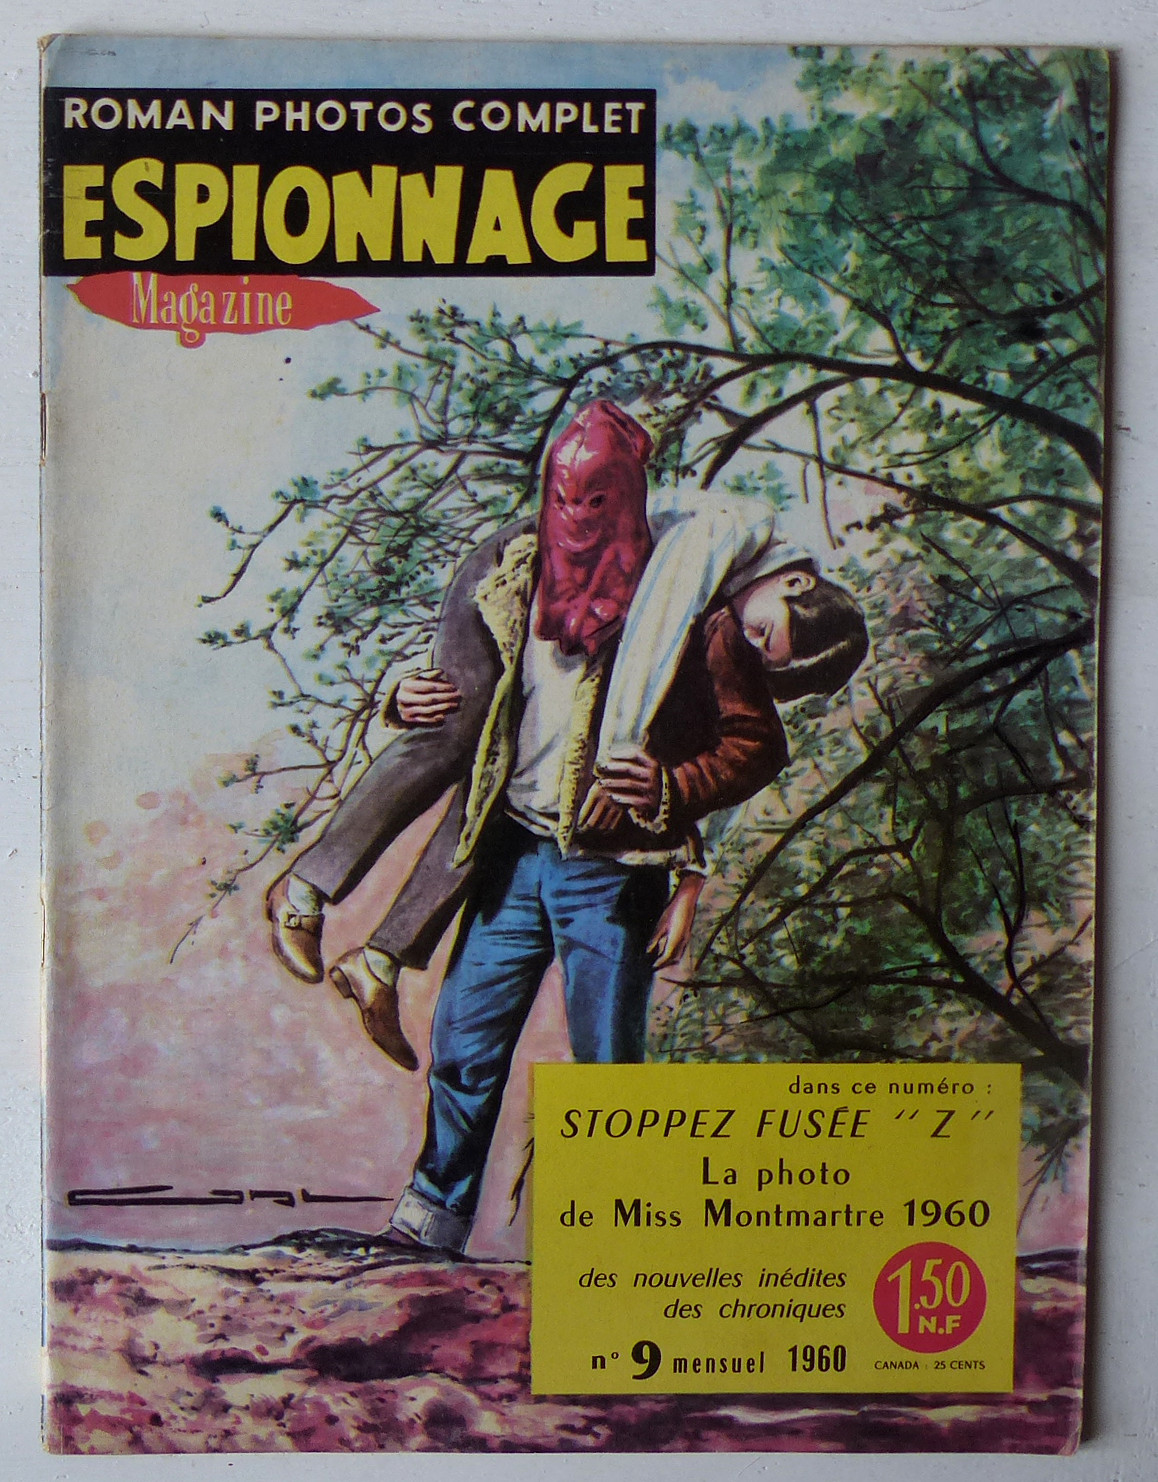 ROMAN PHOTOS COMPLET
ESPIONNAGE
Magazine
dans ce numéro :
STOPPEZ FUSÉE " Z "
La photo
de Miss Montmartre 1960
des nouvelles inédites
des chroniques
1.50
N.F
n° 9 mensuel 1960
CANADA : 25 CENTS